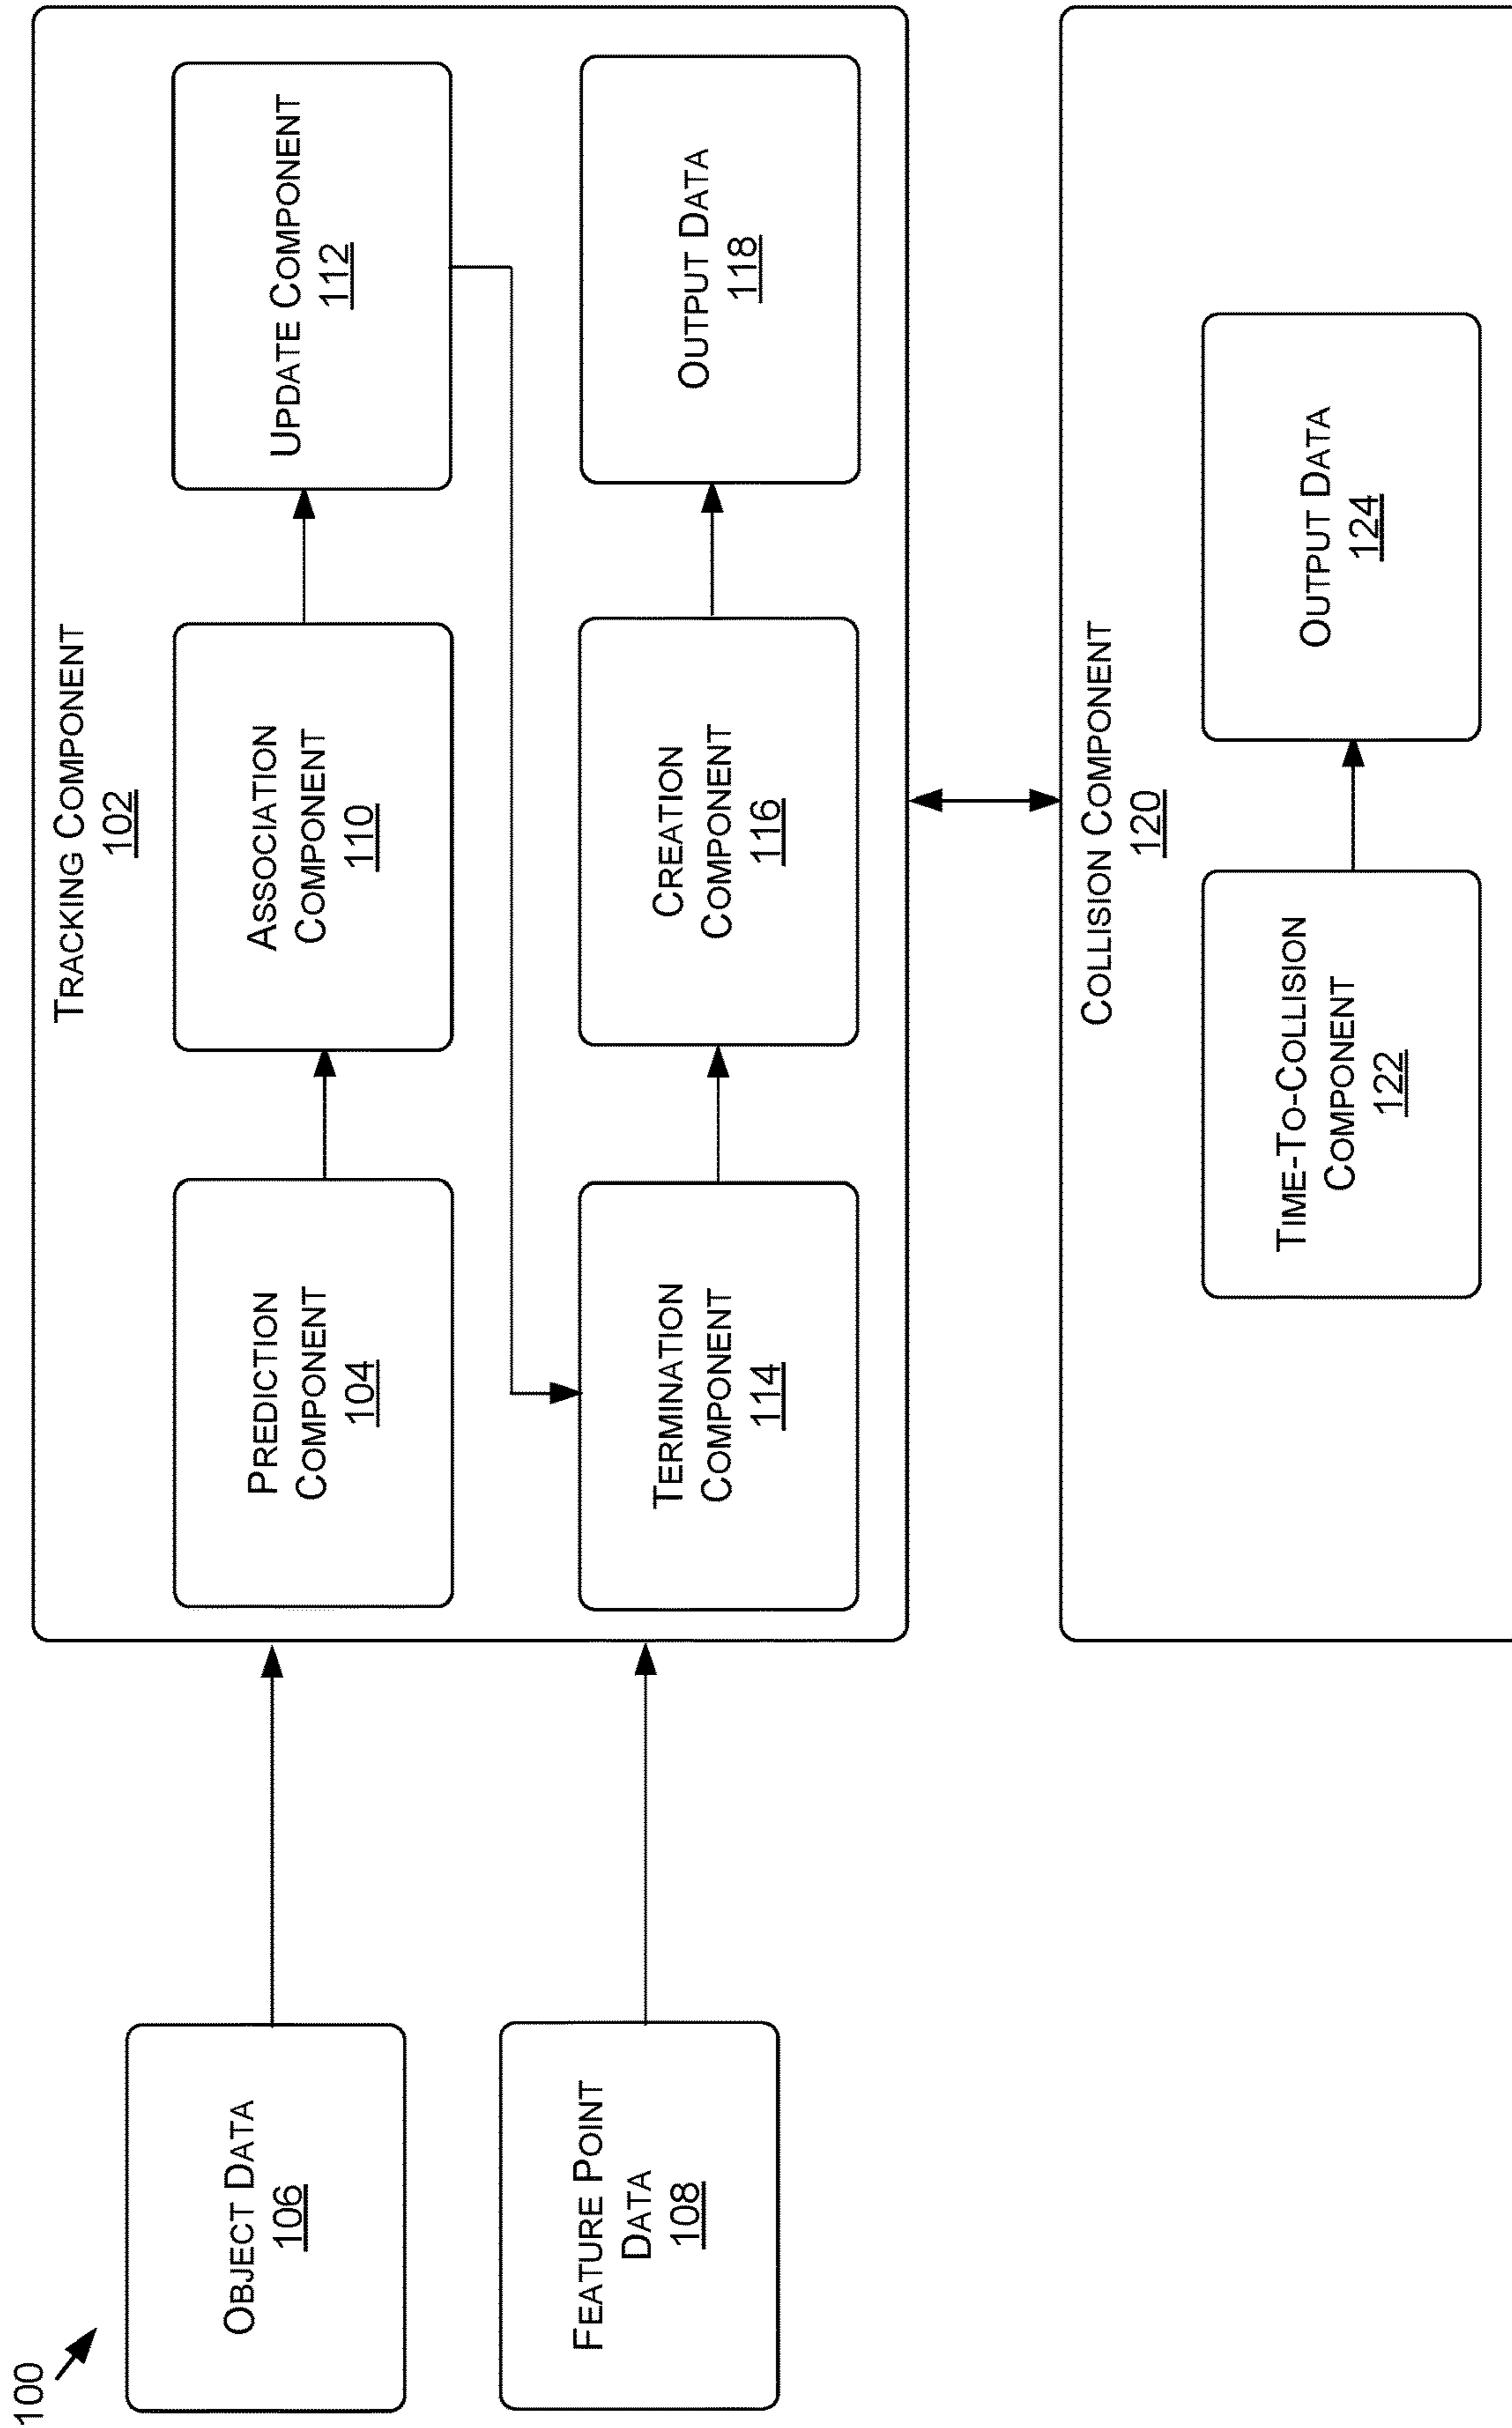 100
OBJECT DATA
106
FEATURE POINT
DATA
108
TRACKING COMPONENT
102
PREDICTION
COMPONENT
104
ASSOCIATION
COMPONENT
110
UPDATE COMPONENT
112
TERMINATION
COMPONENT
114
CREATION
COMPONENT
116
OUTPUT DATA
118
COLLISION COMPONENT
120
TIME-TO-COLLISION
COMPONENT
122
OUTPUT DATA
124